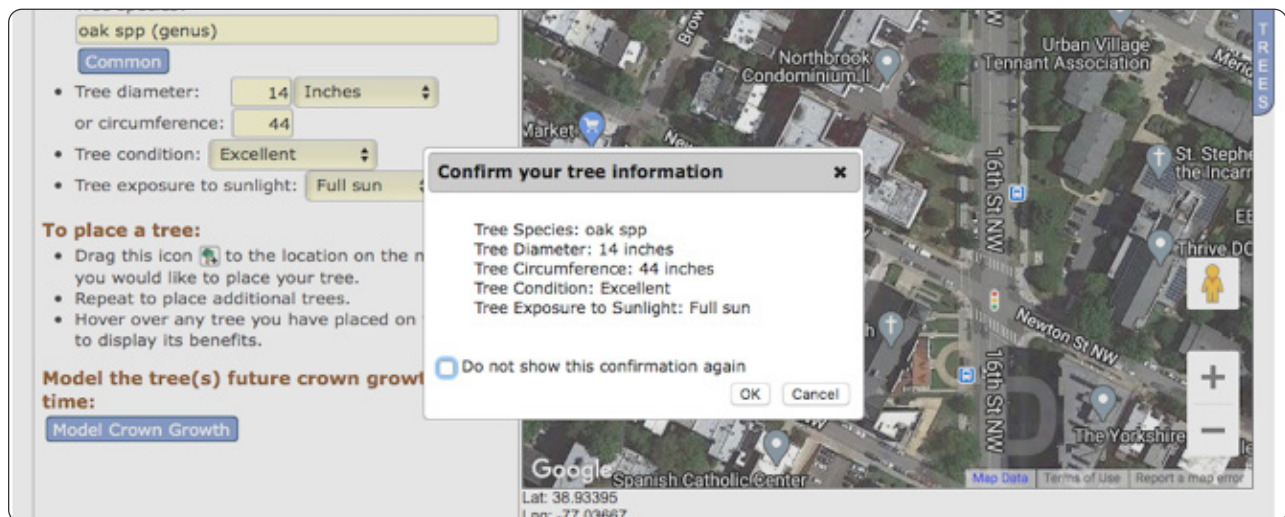 oak spp (genus)
Common
• Tree diameter: 14 Inches
or circumference: 44
• Tree condition: Excellent
• Tree exposure to sunlight: Full sun
To place a tree:
• Drag this icon to the location on the
you would like to place your tree.
• Repeat to place additional trees.
• Hover over any tree you have placed on
to display its benefits.
Model the tree(s) future crown
time:
Model Crown Growth
Confirm your tree information
Tree Species: oak spp
Tree Diameter: 14 inches
Tree Circumference: 44 inches
Tree Condition: Excellent
Tree Exposure to Sunlight: Full sun
Do not show this confirmation again
OK Cancel
Northbrook
Condominium II
Urban Village
Tennant Association
TREES
Market
16th St NW
St.
the
Thrive DC
Newton St NW
16th St NW
The Yorkshire
Google
Spanish Catholic Center
Map Data Terms of Use Report a map error
Lat: 38.93395
Lng: -77.03667